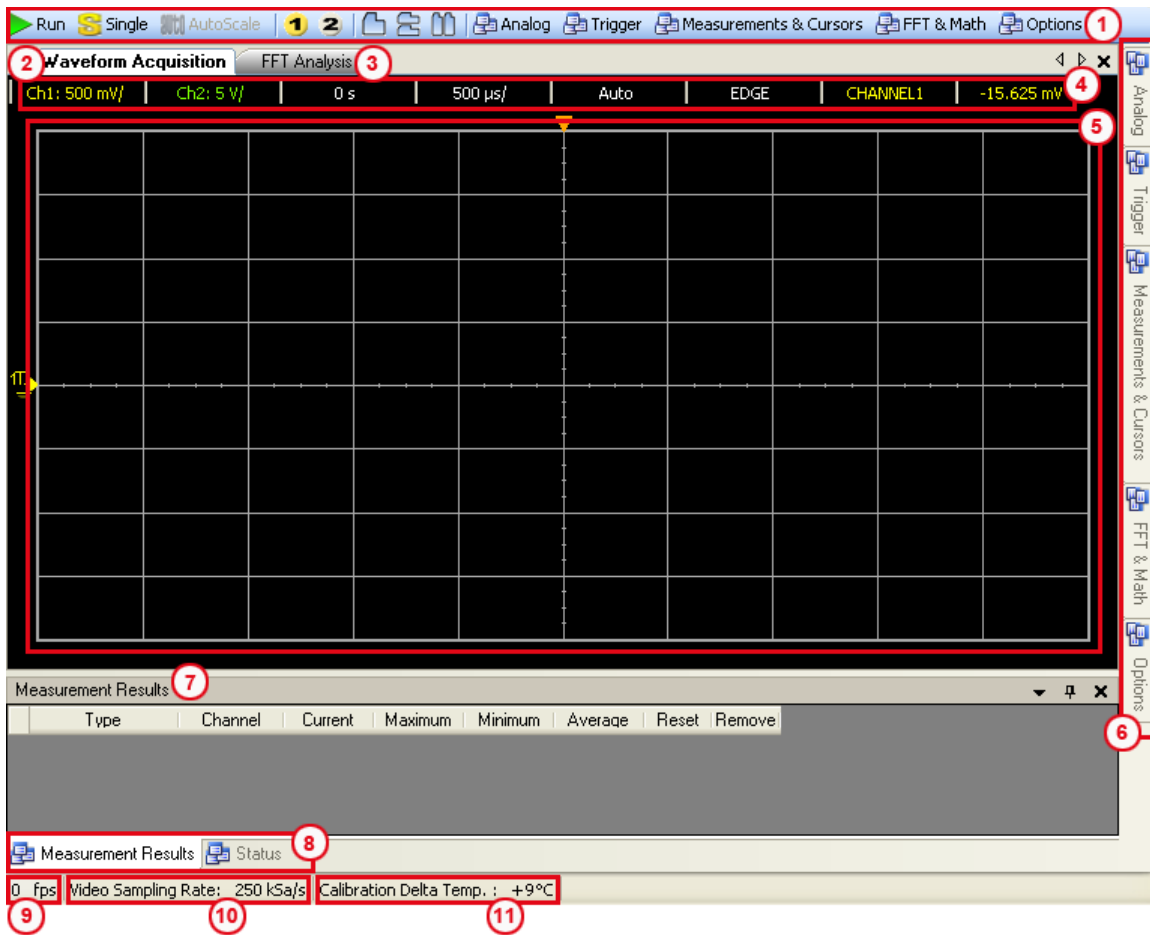 Run Single AutoScale 1 2 Analog Trigger Measurements & Cursors FFT & Math Options 1
2 Waveform Acquisition FFT Analysis 3
Ch1: 500 mV/ Ch2: 5 V/ 0 s 500 µs/ Auto EDGE CHANNEL1 -15.625 mV 4
5
1T
Analog
Trigger
Measurements & Cursors
FFT & Math
Options
6
Measurement Results 7
Type Channel Current Maximum Minimum Average Reset Remove
Measurement Results Status 8
0 fps Video Sampling Rate: 250 kSa/s Calibration Delta Temp. : +9°C
9 10 11